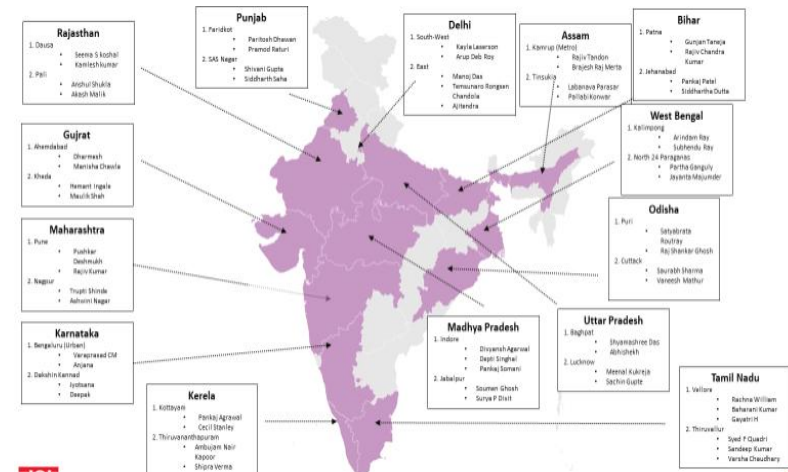 Rajasthan
1. Dausa
• Seema S koshal
• Kamlesh kumar
2. Pali
• Anshul Shukla
• Akash Malik
Punjab
1. Faridkot
• Paritosh Dhawan
• Pramod Raturi
2. SAS Nagar
• Shivani Gupta
• Siddharth Saha
Delhi
1. South-West
• Kayla Laserson
• Arup Deb Roy
2. East
• Manoj Das
• Temsunaro Rongsen
Chandola
• Ajitendra
Assam
1. Kamrup (Metro)
• Rajiv Tandon
• Brajesh Raj Merta
2. Tinsukia
• Labanava Parasar
• Pallabi Konwar
Bihar
1. Patna
• Gunjan Taneja
• Rajiv Chandra
Kumar
2. Jehanabad
• Pankaj Patel
• Siddhartha Dutta
Gujrat
1. Ahemdabad
• Dharmesh
• Manisha Chawla
2. Kheda
• Hemant Ingale
• Maulik Shah
West Bengal
1. Kalimpong
• Arindam Ray
• Subhendu Ray
2. North 24 Paraganas
• Partha Ganguly
• Jayanta Majumder
Maharashtra
1. Pune
• Pushkar
Deshmukh
• Rajiv Kumar
2. Nagpur
• Trupti Shinde
• Ashwini Nagar
Odisha
1. Puri
• Satyabrata
Routray
• Raj Shankar Ghosh
2. Cuttack
• Saurabh Sharma
• Vaneesh Mathur
Karnataka
1. Bengaluru (Urban)
• Varaprasad CM
• Anjana
2. Dakshin Kannad
• Jyotsana
• Deepak
Madhya Pradesh
1. Indore
• Divyansh Agarwal
• Dapti Singhal
• Pankaj Somani
2. Jabalpur
• Soumen Ghosh
• Surya P Dixit
Uttar Pradesh
1. Baghpat
• Shyamashree Das
• Abhishekh
2. Lucknow
• Meenal Kukreja
• Sachin Gupte
Kerela
1. Kottayam
• Pankaj Agrawal
• Cecil Stanley
2. Thiruvananthapuram
• Ambujam Nair
Kapoor
• Shipra Verma
Tamil Nadu
1. Vellore
• Rachna William
• Baharani Kumar
• Gayatri H
2. Thiruvallur
• Syed F Quadri
• Sandeep Kumar
• Varsha Chaudhary